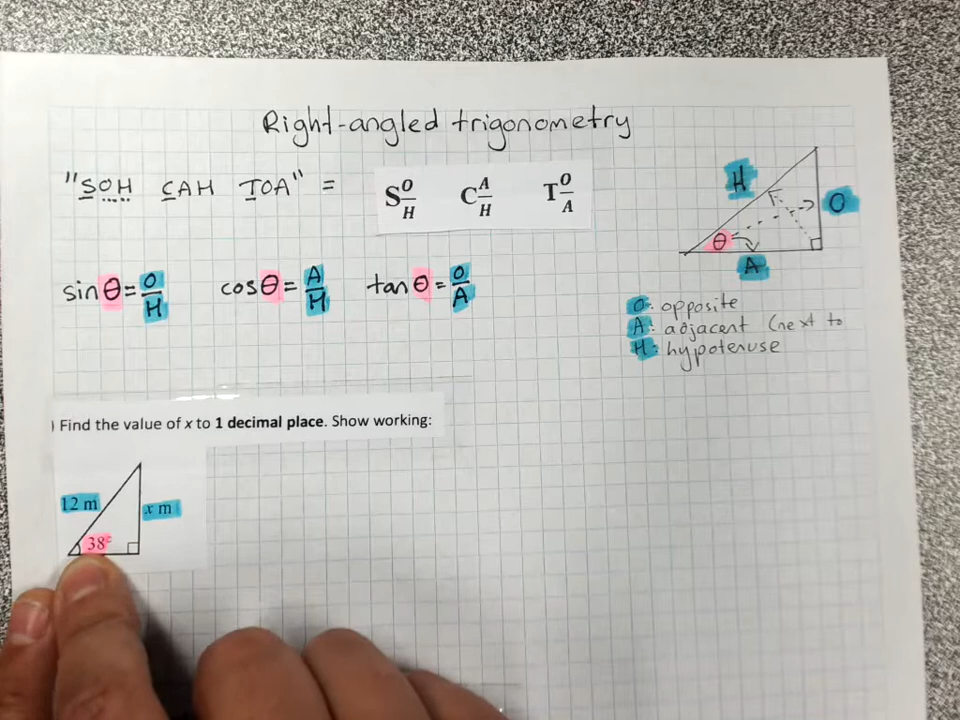 Right-angled trigonometry
"SOH CAH TOA" = S O/H C A/H T O/A
sinθ = O/H cosθ = A/H tanθ = O/A
H
O
θ
A
O: opposite
A: adjacent (next to
H: hypotenuse
) Find the value of x to 1 decimal place. Show working:
12 m
x m
38°